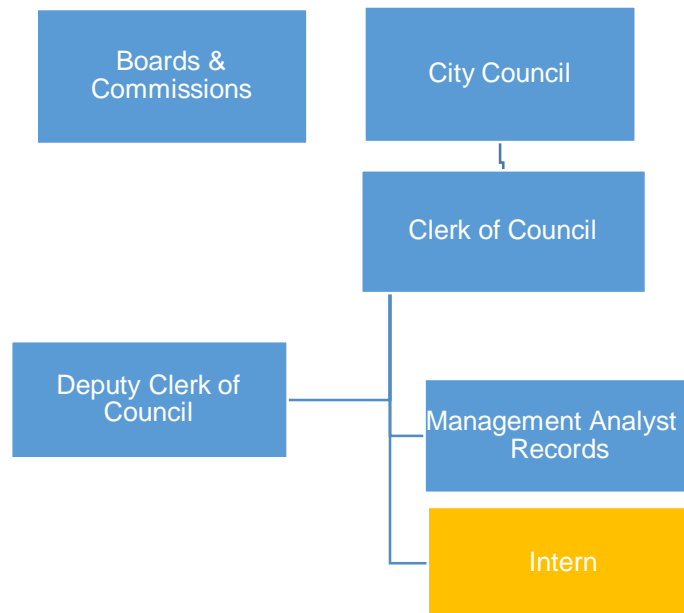 Boards &
Commissions
City Council
Clerk of Council
Deputy Clerk of
Council
Management Analyst
Records
Intern